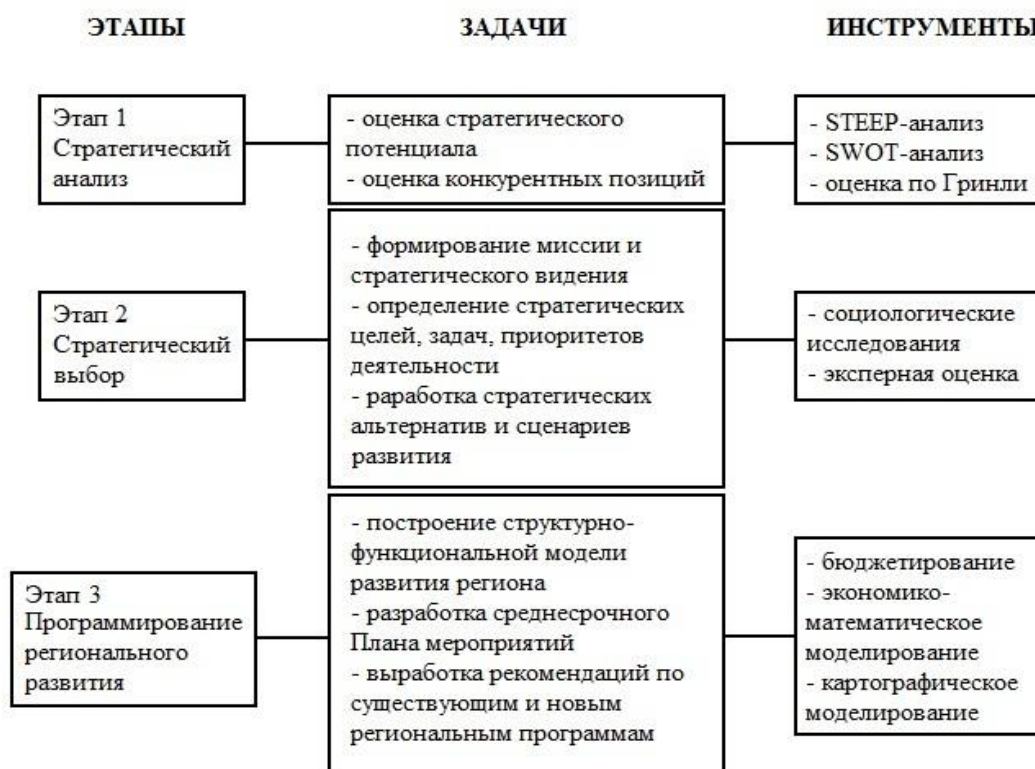 ЭТАПЫ
ЗАДАЧИ
ИНСТРУМЕНТЫ
Этап 1
Стратегический
анализ
- оценка стратегического
потенциала
- оценка конкурентных позиций
- STEEP-анализ
- SWOT-анализ
- оценка по Гринли
Этап 2
Стратегический
выбор
- формирование миссии и
стратегического видения
- определение стратегических
целей, задач, приоритетов
деятельности
- раработка стратегических
альтернатив и сценариев
развития
- социологические
исследования
- эксперная оценка
Этап 3
Программирование
регионального
развития
- построение структурно-
функциональной модели
развития региона
- разработка среднесрочного
Плана мероприятий
- выработка рекомендаций по
существующим и новым
региональным программам
- бюджетирование
- экономико-
математическое
моделирование
- картографическое
моделирование